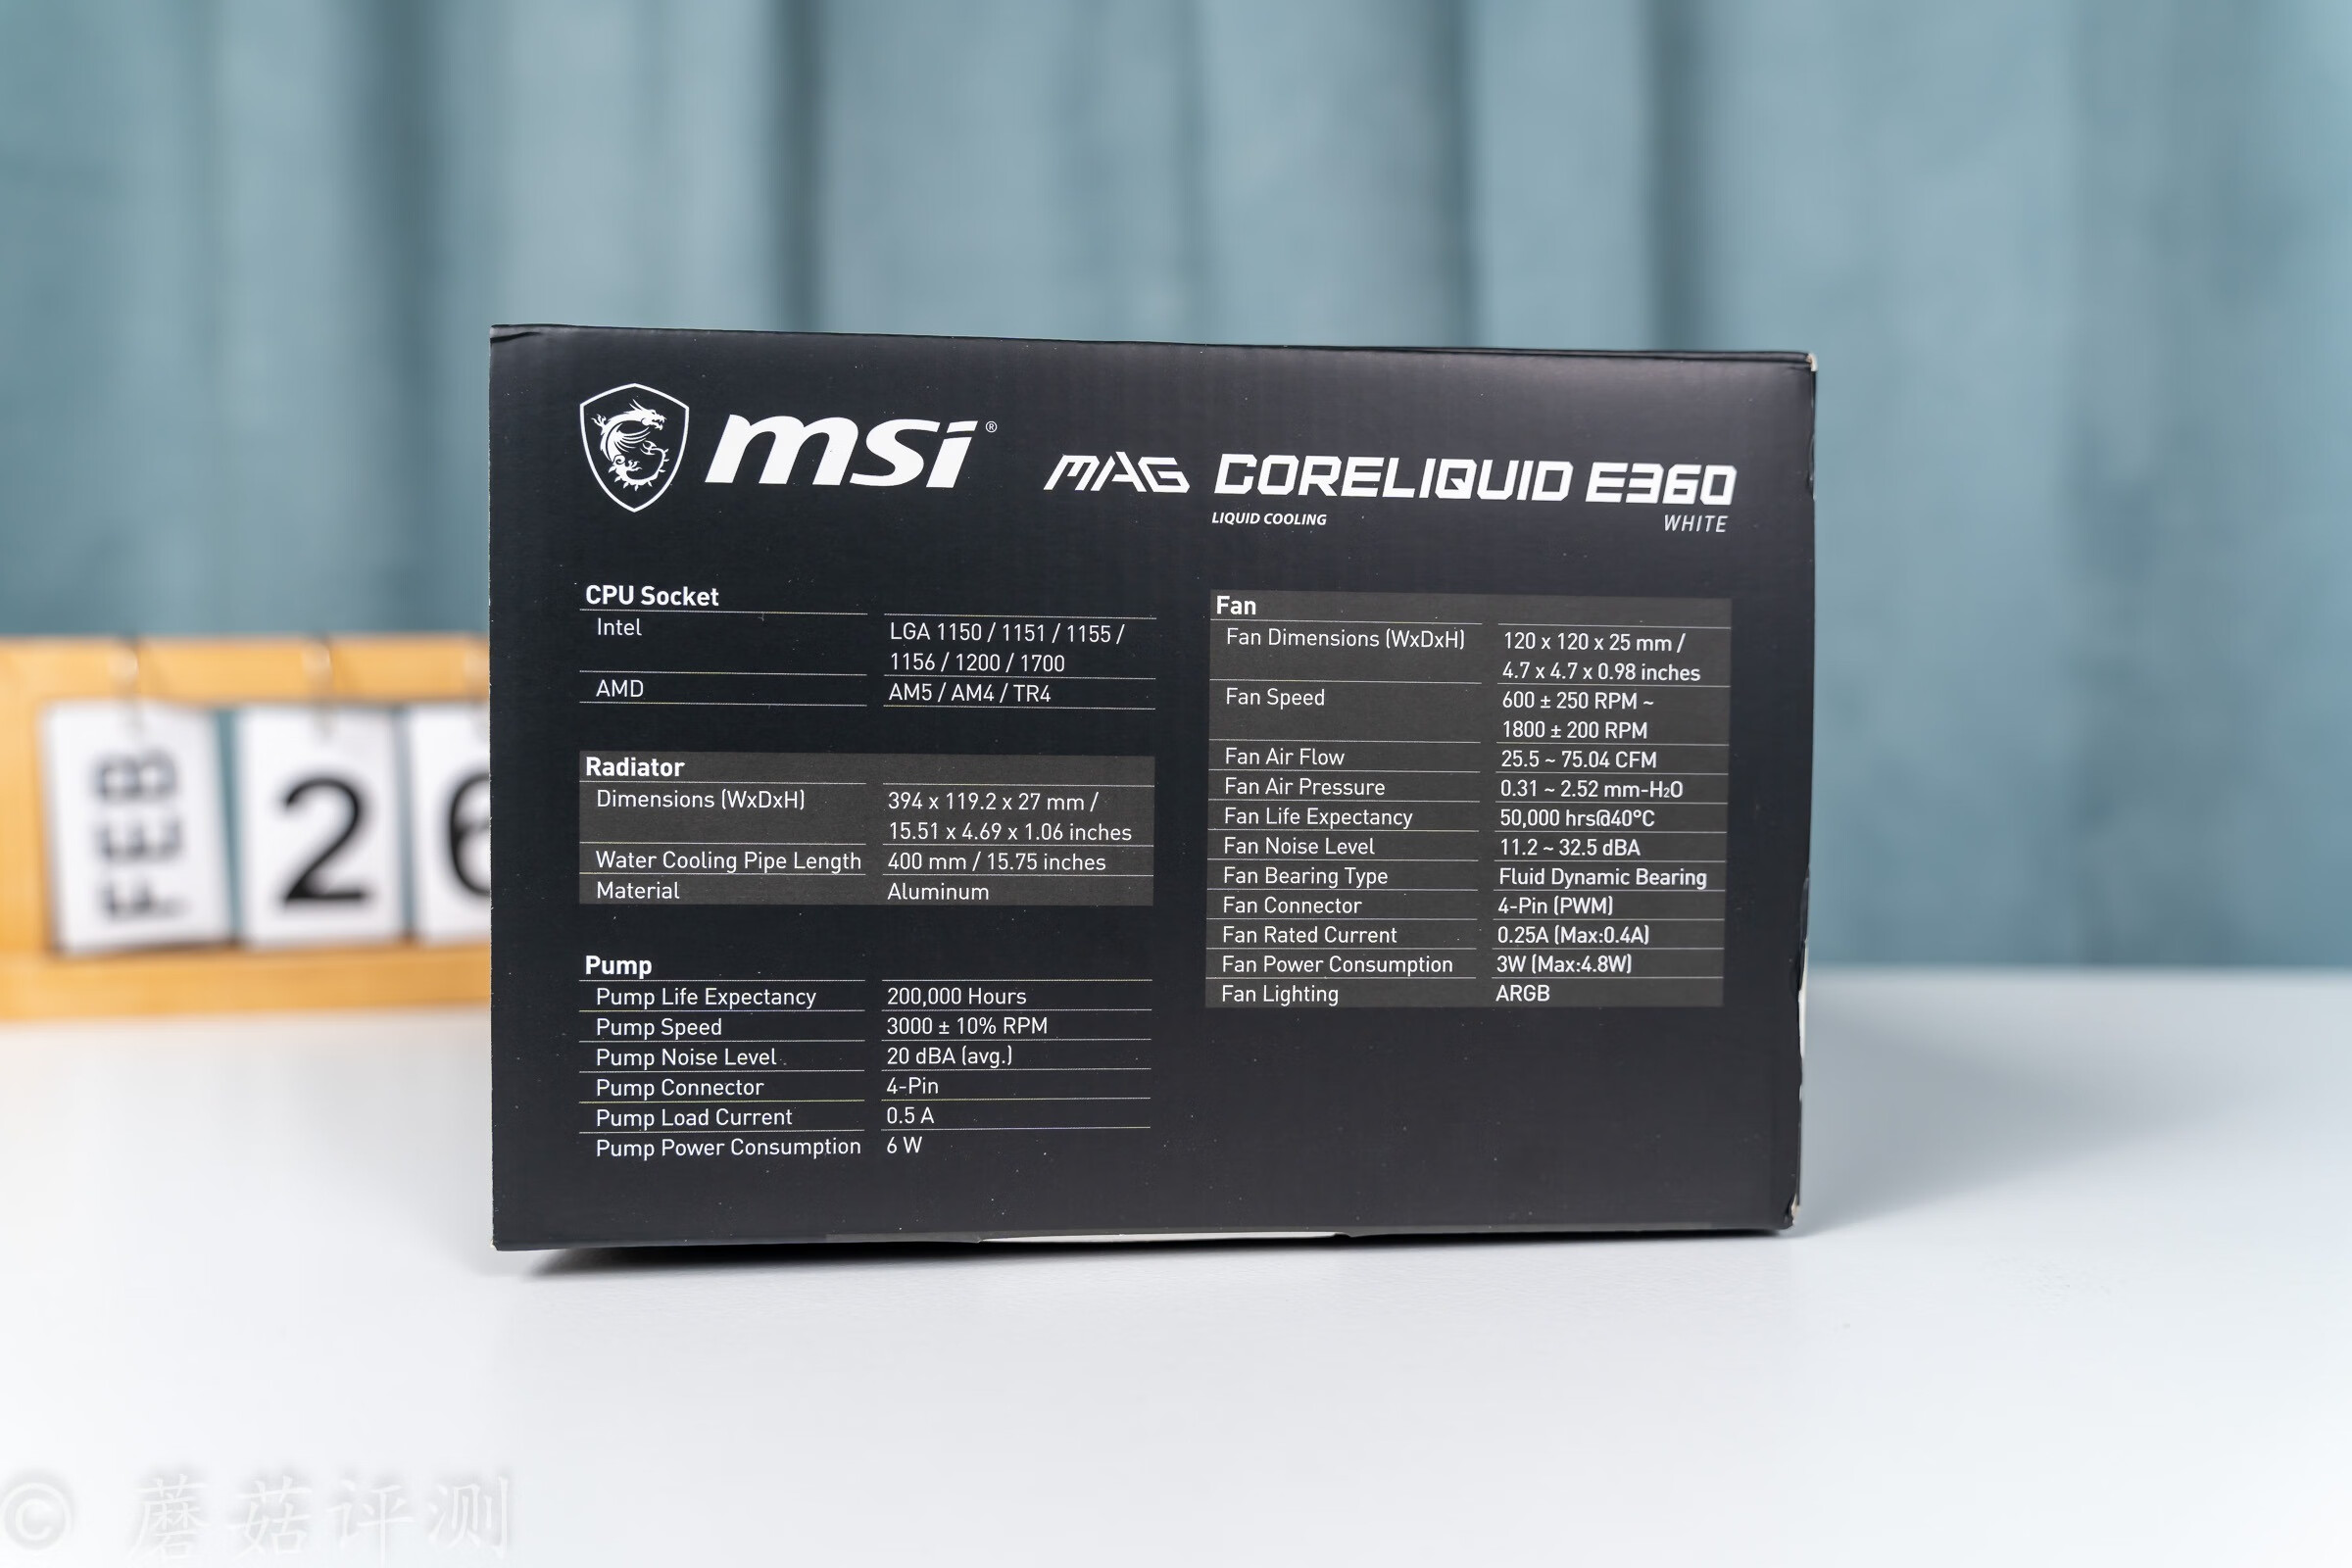 msi®
MAG CORELIQUID E360
LIQUID COOLING
WHITE
CPU Socket
Intel LGA 1150 / 1151 / 1155 /
1156 / 1200 / 1700
AMD AM5 / AM4 / TR4
Radiator
Dimensions (WxDxH) 394 x 119.2 x 27 mm /
15.51 x 4.69 x 1.06 inches
Water Cooling Pipe Length 400 mm / 15.75 inches
Material Aluminum
Pump
Pump Life Expectancy 200,000 Hours
Pump Speed 3000 ± 10% RPM
Pump Noise Level 20 dBA (avg.)
Pump Connector 4-Pin
Pump Load Current 0.5 A
Pump Power Consumption 6 W
Fan
Fan Dimensions (WxDxH) 120 x 120 x 25 mm /
4.7 x 4.7 x 0.98 inches
Fan Speed 600 ± 250 RPM ~
1800 ± 200 RPM
Fan Air Flow 25.5 ~ 75.04 CFM
Fan Air Pressure 0.31 ~ 2.52 mm-H₂O
Fan Life Expectancy 50,000 hrs@40°C
Fan Noise Level 11.2 ~ 32.5 dBA
Fan Bearing Type Fluid Dynamic Bearing
Fan Connector 4-Pin (PWM)
Fan Rated Current 0.25A (Max:0.4A)
Fan Power Consumption 3W (Max:4.8W)
Fan Lighting ARGB
FEB 2 6
© 蘑菇评测